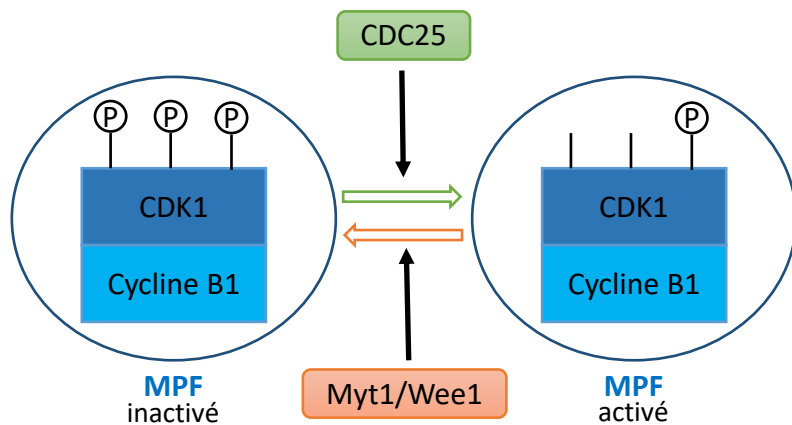 CDC25
P P P
P
CDK1
CDK1
Cycline B1
Cycline B1
MPF
inactivé
Myt1/Wee1
MPF
activé